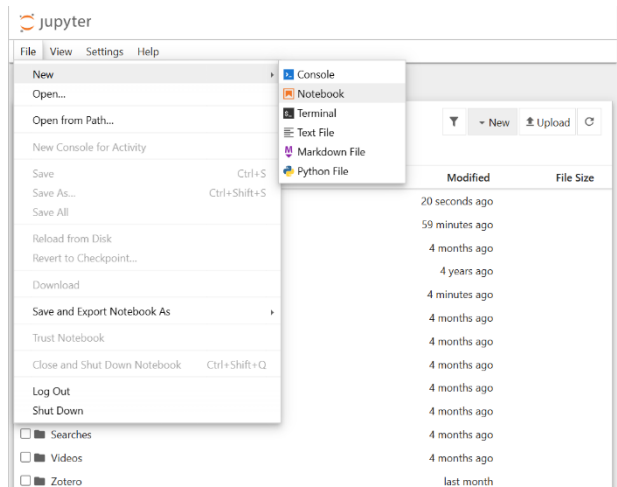 jupyter
File View Settings Help
New
Open...
Open from Path...
New Console for Activity
Save Ctrl+S
Save As... Ctrl+Shift+S
Save All
Reload from Disk
Revert to Checkpoint...
Download
Save and Export Notebook As
Trust Notebook
Close and Shut Down Notebook Ctrl+Shift+Q
Log Out
Shut Down
Console
Notebook
Terminal
Text File
Markdown File
Python File
New Upload
Modified File Size
20 seconds ago
59 minutes ago
4 months ago
4 years ago
4 minutes ago
4 months ago
4 months ago
4 months ago
4 months ago
4 months ago
Searches 4 months ago
Videos 4 months ago
Zotero last month